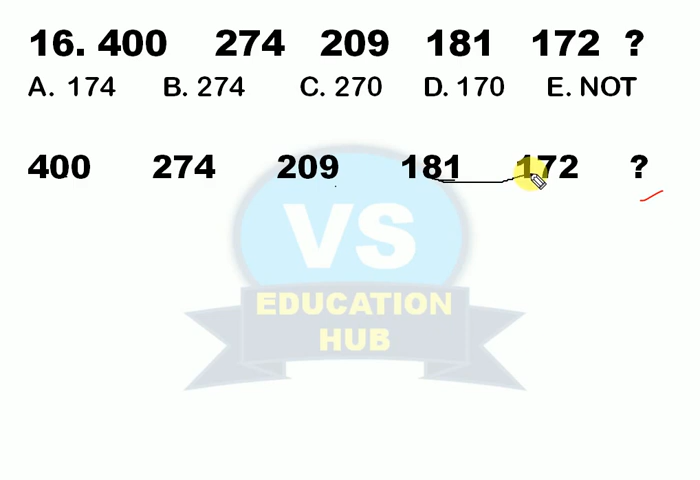 16. 400 274 209 181 172 ?
A. 174 B. 274 C. 270 D. 170 E. NOT
400 274 209 181 172 ?
VS
EDUCATION
HUB